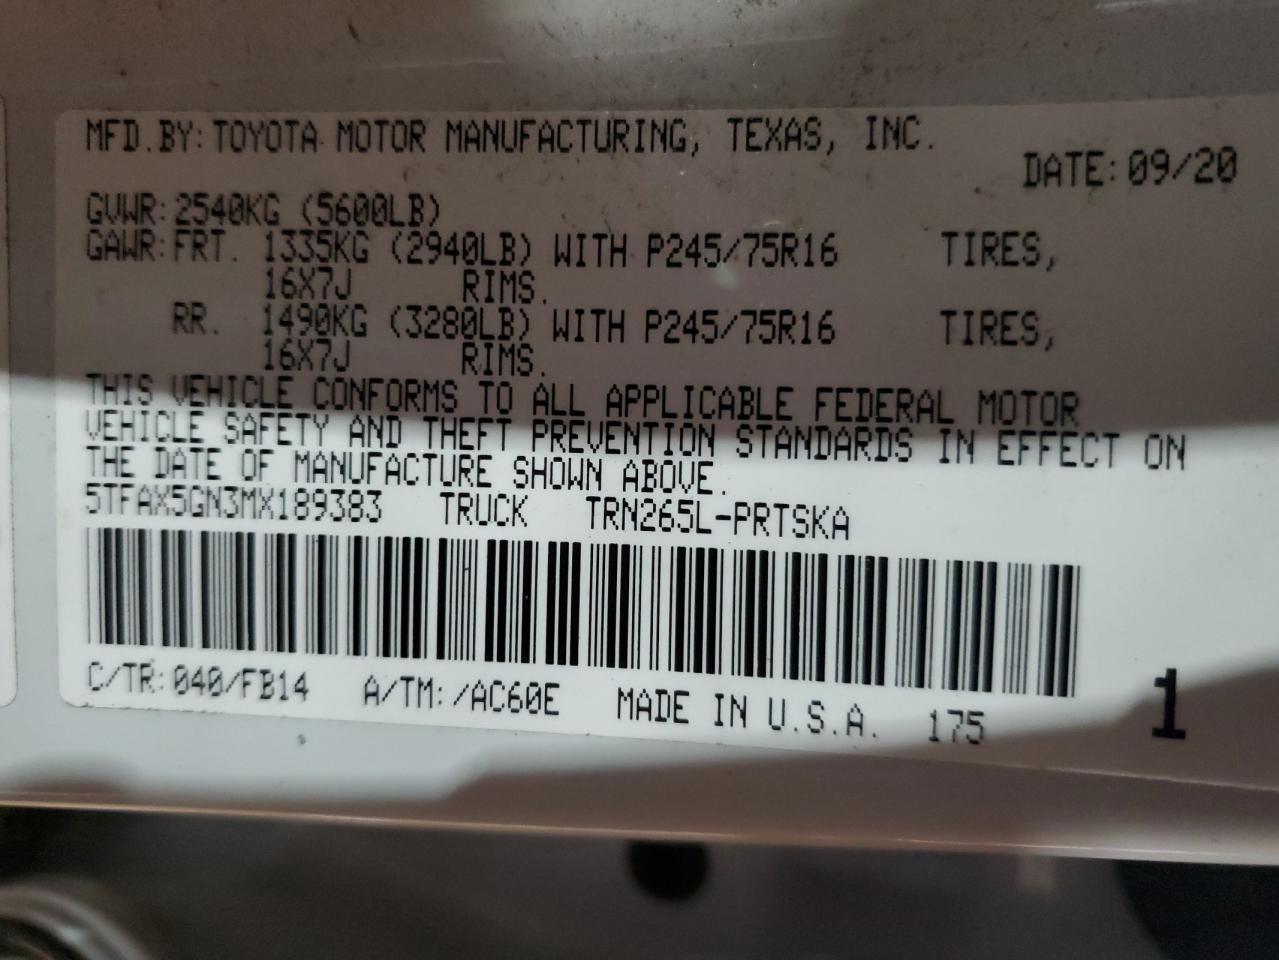 MFD.BY:TOYOTA MOTOR MANUFACTURING, TEXAS, INC.
DATE:09/20
GVWR:2540KG (5600LB)
GAWR:FRT. 1335KG (2940LB) WITH P245/75R16 TIRES,
16X7J RIMS.
RR. 1490KG (3280LB) WITH P245/75R16 TIRES,
16X7J RIMS.
THIS VEHICLE CONFORMS TO ALL APPLICABLE FEDERAL MOTOR
VEHICLE SAFETY AND THEFT PREVENTION STANDARDS IN EFFECT ON
THE DATE OF MANUFACTURE SHOWN ABOVE.
5TFAX5GN3MX189383 TRUCK TRN265L-PRTSKA
C/TR:040/FB14 A/TM:/AC60E MADE IN U.S.A. 175 1